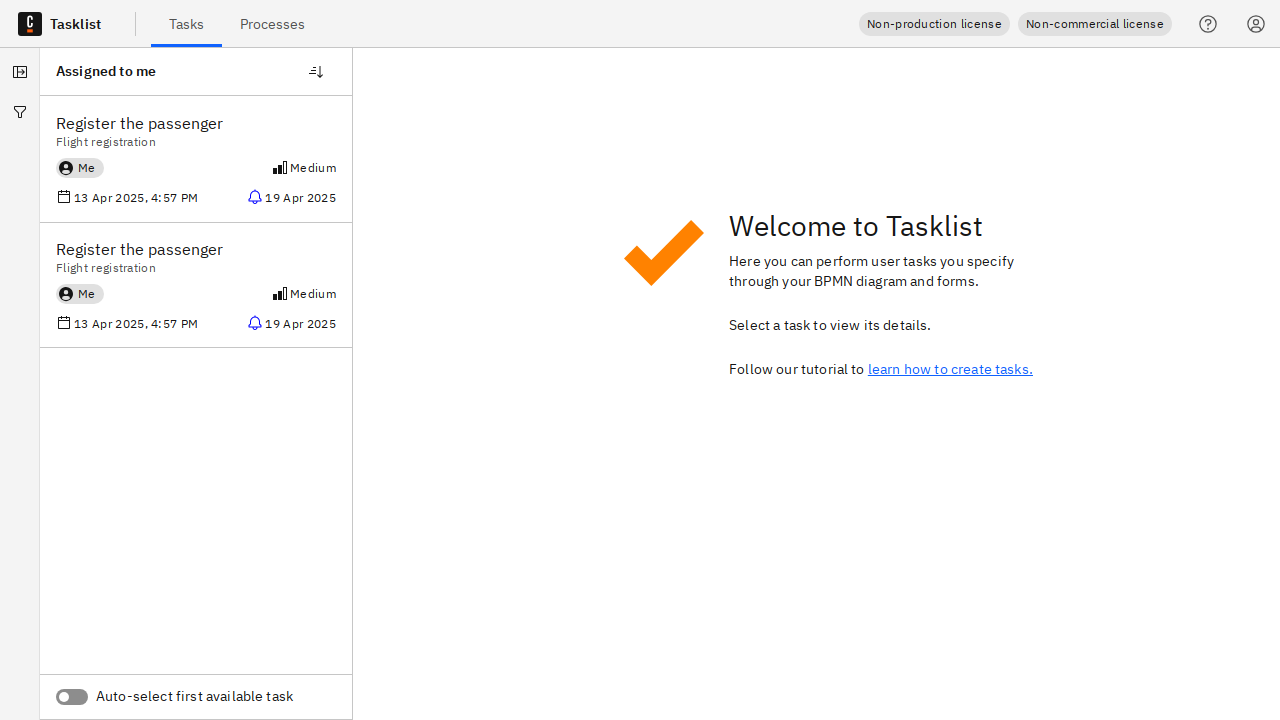 Tasklist
Tasks
Processes
Non-production license
Non-commercial license
Assigned to me
Register the passenger
Flight registration
Me
Medium
13 Apr 2025, 4:57 PM
19 Apr 2025
Register the passenger
Flight registration
Me
Medium
13 Apr 2025, 4:57 PM
19 Apr 2025
Auto-select first available task
Welcome to Tasklist
Here you can perform user tasks you specify
through your BPMN diagram and forms.
Select a task to view its details.
Follow our tutorial to learn how to create tasks.